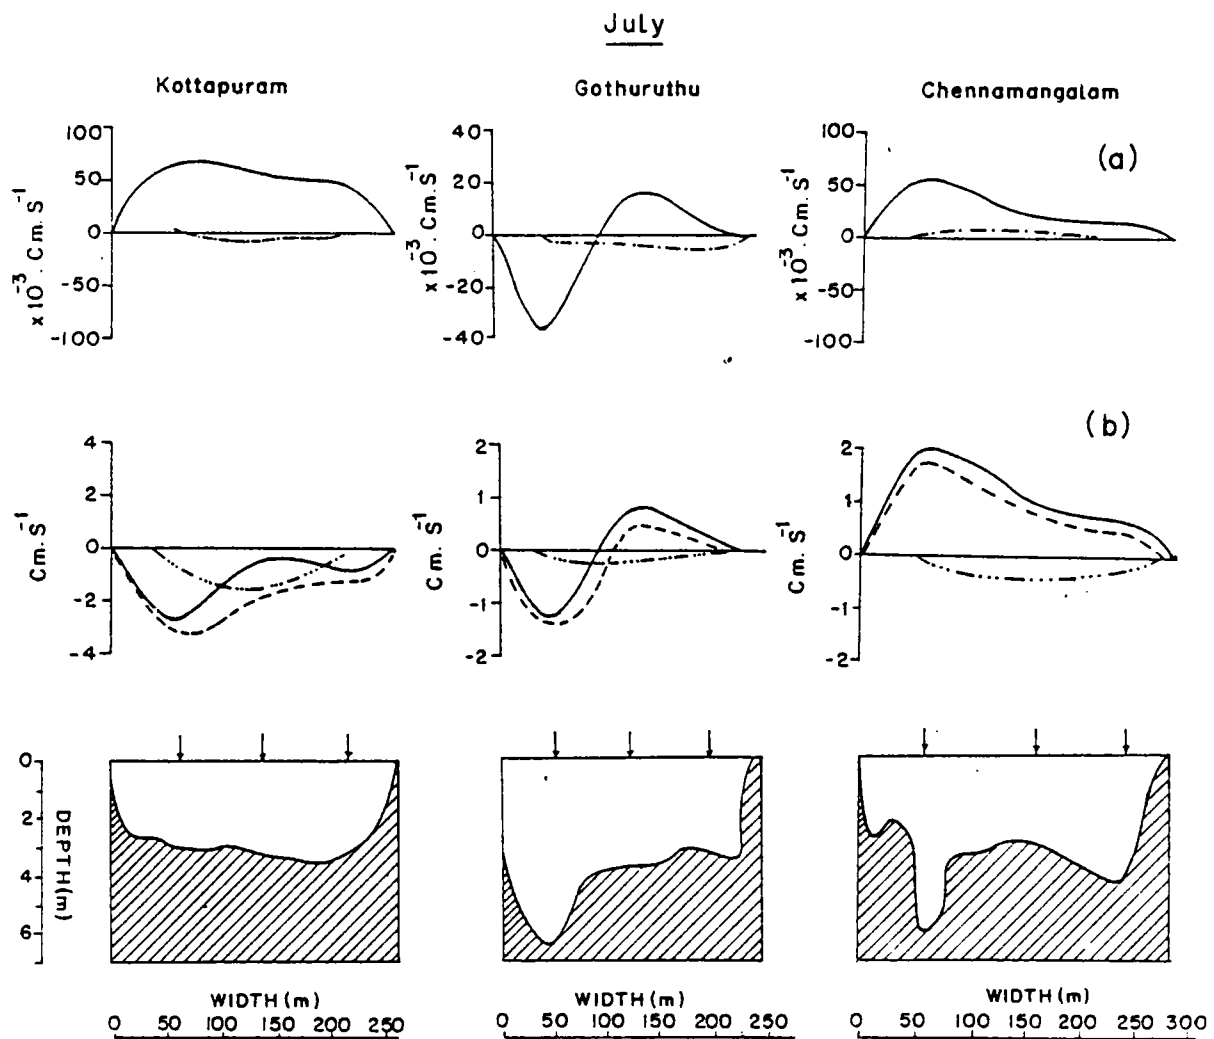 July
Kottapuram
Gothuruthu
Chennamangalam
(a)
100
50
0
-50
-100
x10⁻³. Cm. S⁻¹
40
20
0
-20
-40
x10⁻³. Cm. S⁻¹
100
50
0
-50
-100
x10⁻³. Cm. S⁻¹
(b)
4
2
0
-2
-4
Cm. S⁻¹
2
1
0
-1
-2
Cm. S⁻¹
2
1
0
-1
-2
Cm. S⁻¹
0
2
4
6
DEPTH (m)
WIDTH (m)
0 50 100 150 200 250
WIDTH (m)
0 50 100 150 200 250
WIDTH (m)
0 50 100 150 200 250 300